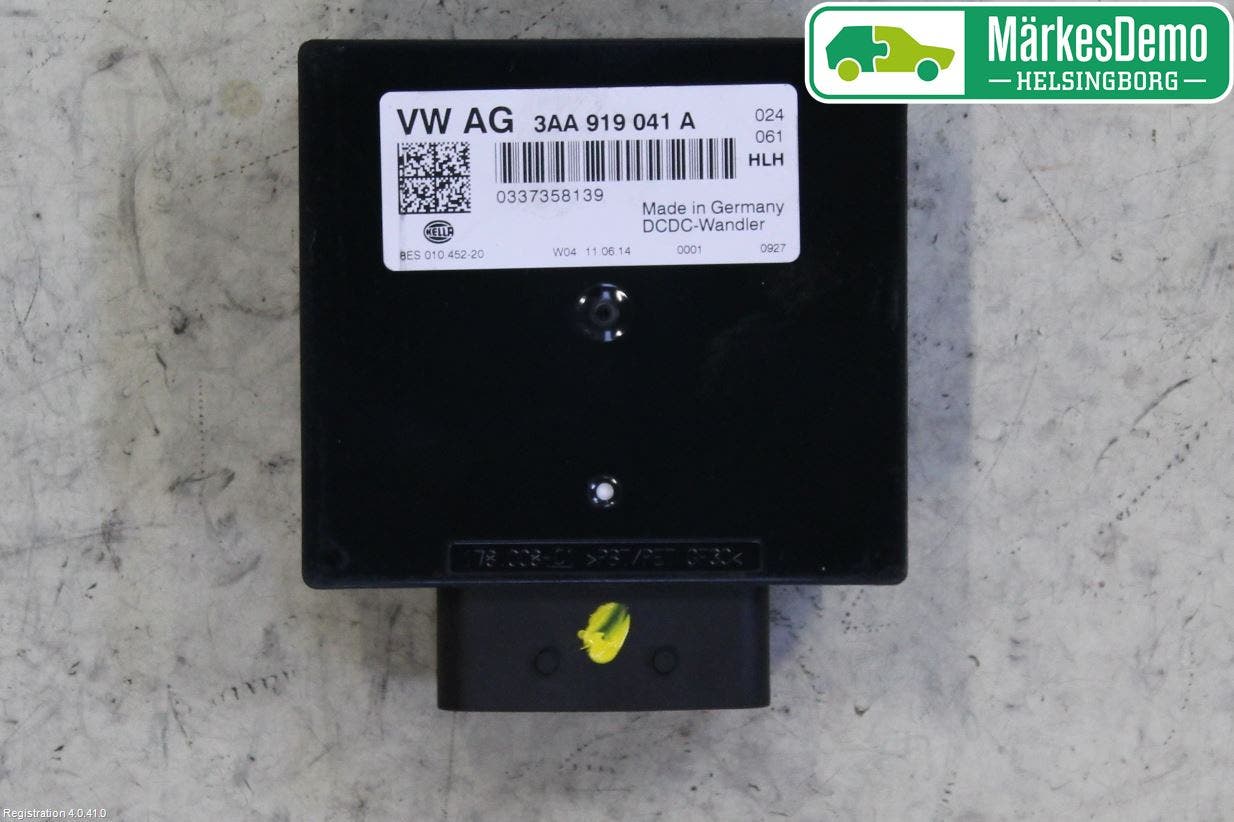 MärkesDemo
HELSINGBORG
VW AG 3AA 919 041 A
024
061
HLH
0337358139
Made in Germany
DCDC-Wandler
HELLA
8ES 010 452-20 W04 11.06.14 0001 0927
>PBT/PET GF30<
Registration 4.0.41.0